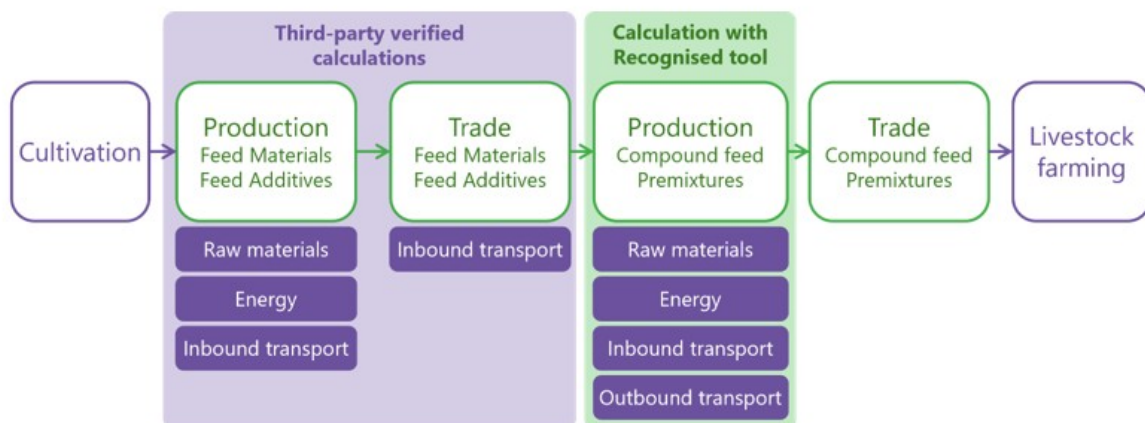 Third-party verified
calculations
Calculation with
Recognised tool
Cultivation
Production
Feed Materials
Feed Additives
Trade
Feed Materials
Feed Additives
Production
Compound feed
Premixtures
Trade
Compound feed
Premixtures
Livestock
farming
Raw materials
Energy
Inbound transport
Inbound transport
Raw materials
Energy
Inbound transport
Outbound transport